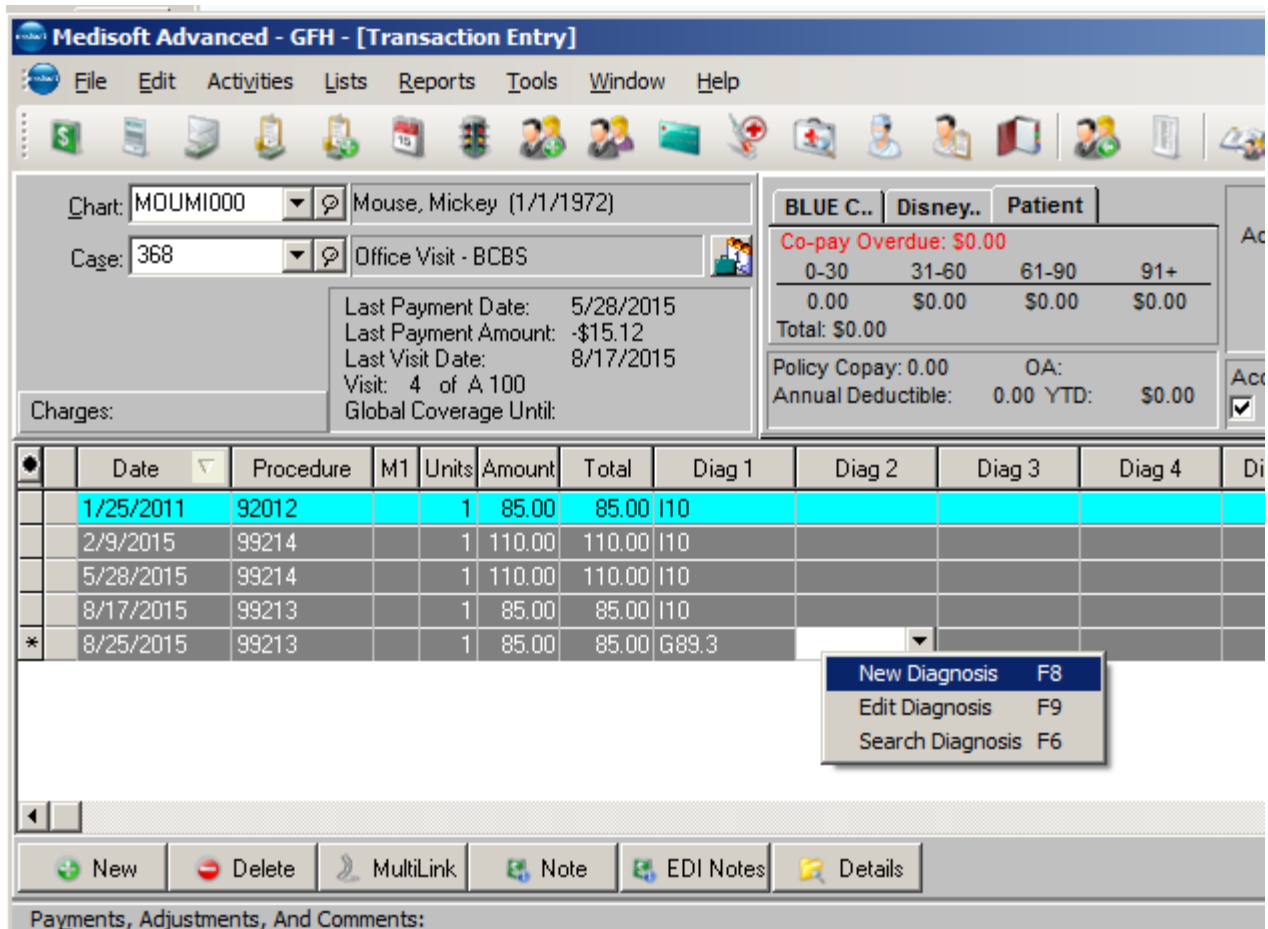 Medisoft Advanced - GFH - [Transaction Entry]
File Edit Activities Lists Reports Tools Window Help
Chart: MOUMI000 Mouse, Mickey (1/1/1972)
Case: 368 Office Visit - BCBS
Last Payment Date: 5/28/2015
Last Payment Amount: -$15.12
Last Visit Date: 8/17/2015
Visit: 4 of A 100
Global Coverage Until:
Charges:
BLUE C.. Disney.. Patient
Co-pay Overdue: $0.00
0-30 31-60 61-90 91+
0.00 $0.00 $0.00 $0.00
Total: $0.00
Policy Copay: 0.00 OA:
Annual Deductible: 0.00 YTD: $0.00
Ac
Acc
Date Procedure M1 Units Amount Total Diag 1 Diag 2 Diag 3 Diag 4 Di
1/25/2011 92012 1 85.00 85.00 I10
2/9/2015 99214 1 110.00 110.00 I10
5/28/2015 99214 1 110.00 110.00 I10
8/17/2015 99213 1 85.00 85.00 I10
* 8/25/2015 99213 1 85.00 85.00 G89.3
New Diagnosis F8
Edit Diagnosis F9
Search Diagnosis F6
New Delete MultiLink Note EDI Notes Details
Payments, Adjustments, And Comments: